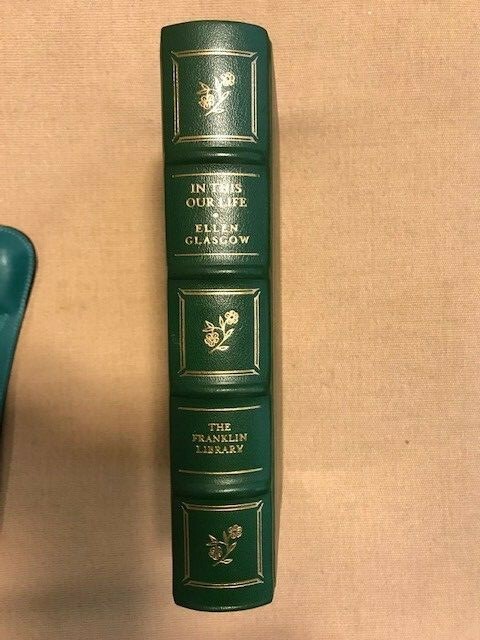 IN THIS
OUR LIFE
ELLEN
GLASGOW
THE
FRANKLIN
LIBRARY